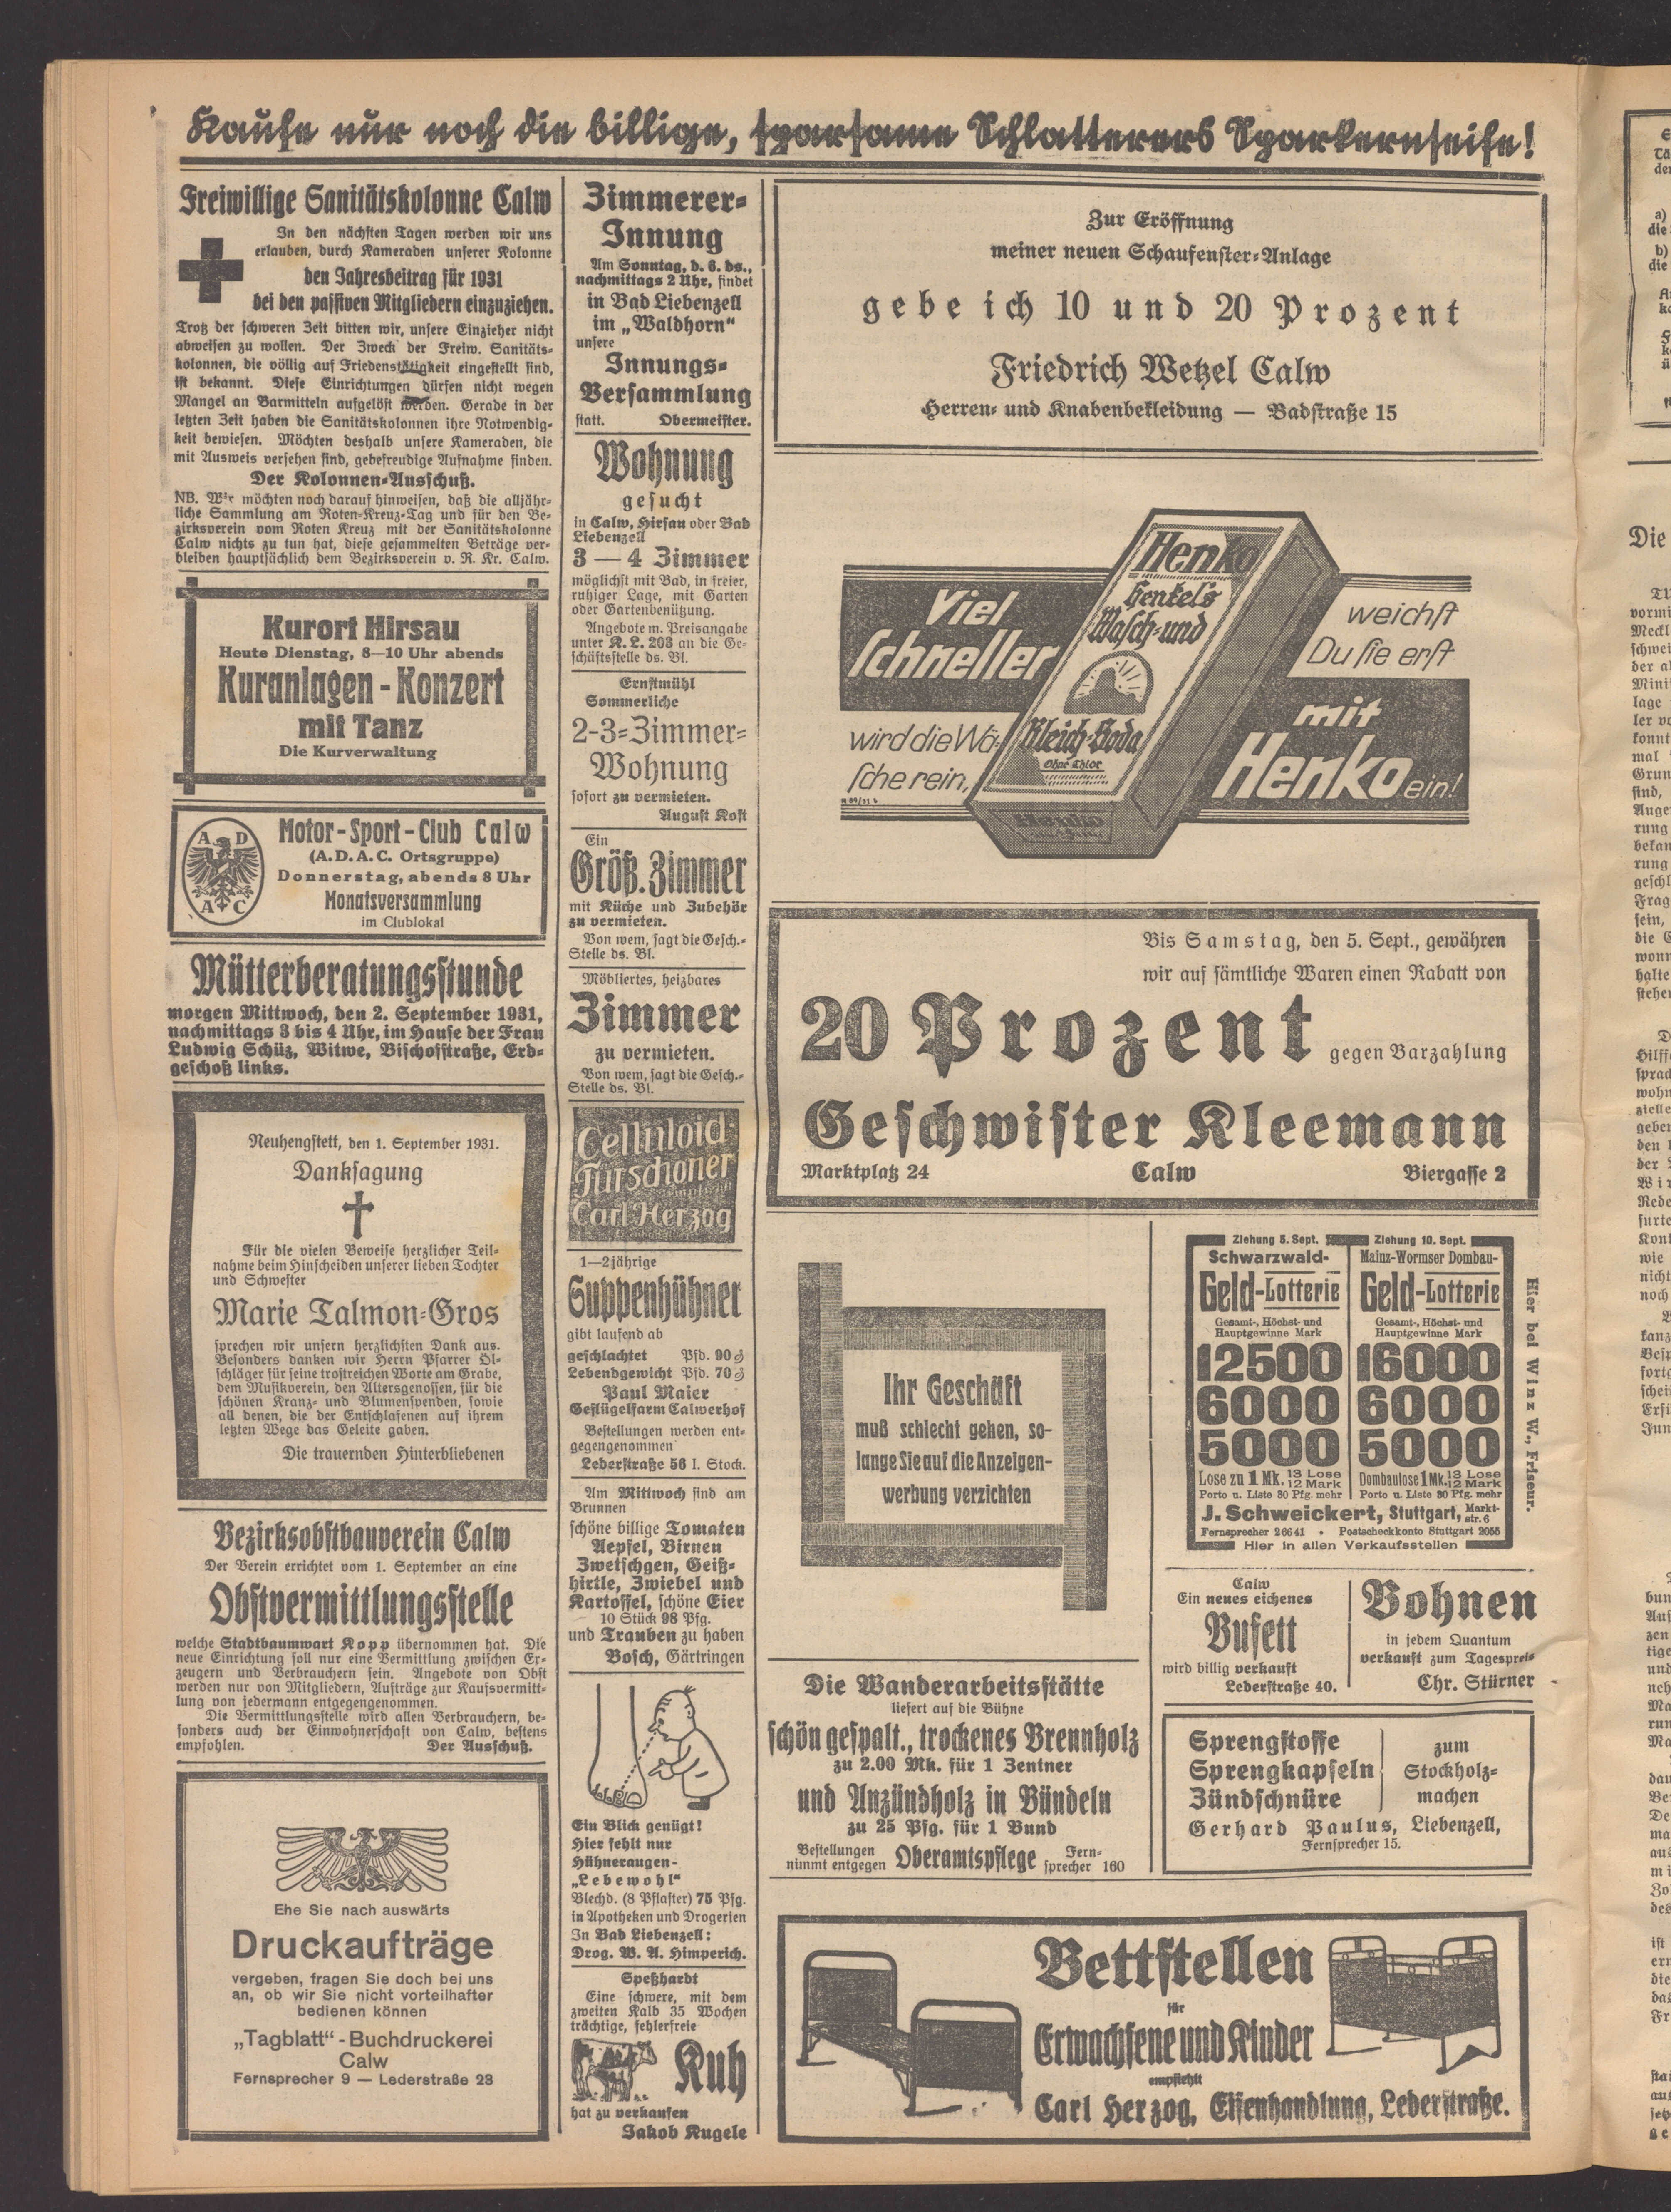 Kaufe nur noch die billige, sparsame Schlatterers Sparkernseife!
Freiwillige Sanitätskolonne Calw
In den nächsten Tagen werden wir uns
erlauben, durch Kameraden unserer Kolonne
den Jahresbeitrag für 1931
bei den passiven Mitgliedern einzuziehen.
Trotz der schweren Zeit bitten wir, unsere Einzieher nicht
abweisen zu wollen. Der Zweck der Freiw. Sanitäts-
kolonnen, die völlig auf Friedenstätigkeit eingestellt sind,
ist bekannt. Diese Einrichtungen dürfen nicht wegen
Mangel an Barmitteln aufgelöst werden. Gerade in der
letzten Zeit haben die Sanitätskolonnen ihre Notwendig-
keit bewiesen. Möchten deshalb unsere Kameraden, die
mit Ausweis versehen sind, gebefreudige Aufnahme finden.
Der Kolonnen-Ausschuß.
NB. Wir möchten noch darauf hinweisen, daß die alljähr-
liche Sammlung am Roten-Kreuz-Tag und für den Be-
zirksverein vom Roten Kreuz mit der Sanitätskolonne
Calw nichts zu tun hat, diese gesammelten Beträge ver-
bleiben hauptsächlich dem Bezirksverein v. R. Kr. Calw.
Kurort Hirsau
Heute Dienstag, 8—10 Uhr abends
Kuranlagen-Konzert
mit Tanz
Die Kurverwaltung
A D
A C
Motor-Sport-Club Calw
(A.D.A.C. Ortsgruppe)
Donnerstag, abends 8 Uhr
Monatsversammlung
im Clublokal
Mütterberatungsstunde
morgen Mittwoch, den 2. September 1931,
nachmittags 3 bis 4 Uhr, im Hause der Frau
Ludwig Schüz, Witwe, Bischofstraße, Erd-
geschoß links.
Neuhengstett, den 1. September 1931.
Danksagung
Für die vielen Beweise herzlicher Teil-
nahme beim Hinscheiden unserer lieben Tochter
und Schwester
Marie Talmon-Gros
sprechen wir unsern herzlichsten Dank aus.
Besonders danken wir Herrn Pfarrer Öl-
schläger für seine trostreichen Worte am Grabe,
dem Musikverein, den Altersgenossen, für die
schönen Kranz- und Blumenspenden, sowie
all denen, die der Entschlafenen auf ihrem
letzten Wege das Geleite gaben.
Die trauernden Hinterbliebenen
Bezirksobstbauverein Calw
Der Verein errichtet vom 1. September an eine
Obstvermittlungsstelle
welche Stadtbaumwart Kopp übernommen hat. Die
neue Einrichtung soll nur eine Vermittlung zwischen Er-
zeugern und Verbrauchern sein. Angebote von Obst
werden nur von Mitgliedern, Aufträge zur Kaufsvermitt-
lung von jedermann entgegengenommen.
Die Vermittlungsstelle wird allen Verbrauchern, be-
sonders auch der Einwohnerschaft von Calw, bestens
empfohlen. Der Ausschuß.
Ehe Sie nach auswärts
Druckaufträge
vergeben, fragen Sie doch bei uns
an, ob wir Sie nicht vorteilhafter
bedienen können
„Tagblatt“-Buchdruckerei
Calw
Fernsprecher 9 — Lederstraße 23
Zimmerer-
Innung
Am Sonntag, d. 6. ds.,
nachmittags 2 Uhr, findet
in Bad Liebenzell
im „Waldhorn“
unsere
Innungs-
Versammlung
statt. Obermeister.
Wohnung
gesucht
in Calw, Hirsau oder Bad
Liebenzell
3 — 4 Zimmer
möglichst mit Bad, in freier,
ruhiger Lage, mit Garten
oder Gartenbenützung.
Angebote m. Preisangabe
unter K. L. 203 an die Ge-
schäftsstelle ds. Bl.
Ernstmühl
Sommerliche
2-3-Zimmer-
Wohnung
sofort zu vermieten.
August Kost
Ein
Größ. Zimmer
mit Küche und Zubehör
zu vermieten.
Von wem, sagt die Gesch.-
Stelle ds. Bl.
Möbliertes, heizbares
Zimmer
zu vermieten.
Von wem, sagt die Gesch.-
Stelle ds. Bl.
Celluloid-
Türschoner
empfiehlt
Carl Herzog
1—2jährige
Suppenhühner
gibt laufend ab
geschlachtet Pfd. 90 ₰
Lebendgewicht Pfd. 70 ₰
Paul Maier
Geflügelfarm Calwerhof
Bestellungen werden ent-
gegengenommen
Lederstraße 56 I. Stock.
Am Mittwoch sind am
Brunnen
schöne billige Tomaten
Aepfel, Birnen
Zwetschgen, Geiß-
hirtle, Zwiebel und
Kartoffel, schöne Eier
10 Stück 98 Pfg.
und Trauben zu haben
Bosch, Gärtringen
Ein Blick genügt!
Hier fehlt nur
Hühneraugen-
„Lebewohl“
Blechd. (8 Pflaster) 75 Pfg.
in Apotheken und Drogerien
In Bad Liebenzell:
Drog. W. A. Himperich.
Speßhardt
Eine schwere, mit dem
zweiten Kalb 35 Wochen
trächtige, fehlerfreie
Kuh
hat zu verkaufen
Jakob Kugele
Zur Eröffnung
meiner neuen Schaufenster-Anlage
gebe ich 10 und 20 Prozent
Friedrich Wetzel Calw
Herren- und Knabenbekleidung — Badstraße 15
Viel
schneller
wird die Wä-
sche rein,
Henko
Henkel's
Wasch- und
Bleich-Soda
Ohne Chlor
Henko
weichst
Du sie erst
mit
Henko ein!
Bis Samstag, den 5. Sept., gewähren
wir auf sämtliche Waren einen Rabatt von
20 Prozent gegen Barzahlung
Geschwister Kleemann
Marktplatz 24 Calw Biergasse 2
Ihr Geschäft
muß schlecht gehen, so-
lange Sie auf die Anzeigen-
werbung verzichten
Ziehung 5. Sept.
Schwarzwald-
Geld-Lotterie
Gesamt-, Höchst- und
Hauptgewinne Mark
12500
6000
5000
Lose zu 1 Mk. 13 Lose 12 Mark
Porto u. Liste 30 Pfg. mehr
Ziehung 10. Sept.
Mainz-Wormser Dombau-
Geld-Lotterie
Gesamt-, Höchst- und
Hauptgewinne Mark
16000
6000
5000
Dombaulose 1 Mk. 13 Lose 12 Mark
Porto u. Liste 30 Pfg. mehr
J. Schweickert, Stuttgart, Markt-str. 6
Fernsprecher 26641 • Postscheckkonto Stuttgart 2055
Hier in allen Verkaufsstellen
Hier bei Winz W., Friseur.
Calw
Ein neues eichenes
Bufett
wird billig verkauft
Lederstraße 40.
Bohnen
in jedem Quantum
verkauft zum Tagespreis
Chr. Stürner
Die Wanderarbeitsstätte
liefert auf die Bühne
schön gespalt., trockenes Brennholz
zu 2.00 Mk. für 1 Zentner
und Anzündholz in Bündeln
zu 25 Pfg. für 1 Bund
Bestellungen nimmt entgegen Oberamtspflege Fern-sprecher 160
Sprengstoffe
Sprengkapseln
Zündschnüre
zum
Stockholz-
machen
Gerhard Paulus, Liebenzell,
Fernsprecher 15.
Bettstellen
für
Erwachsene und Kinder
empfiehlt
Carl Herzog, Eisenhandlung, Lederstraße.